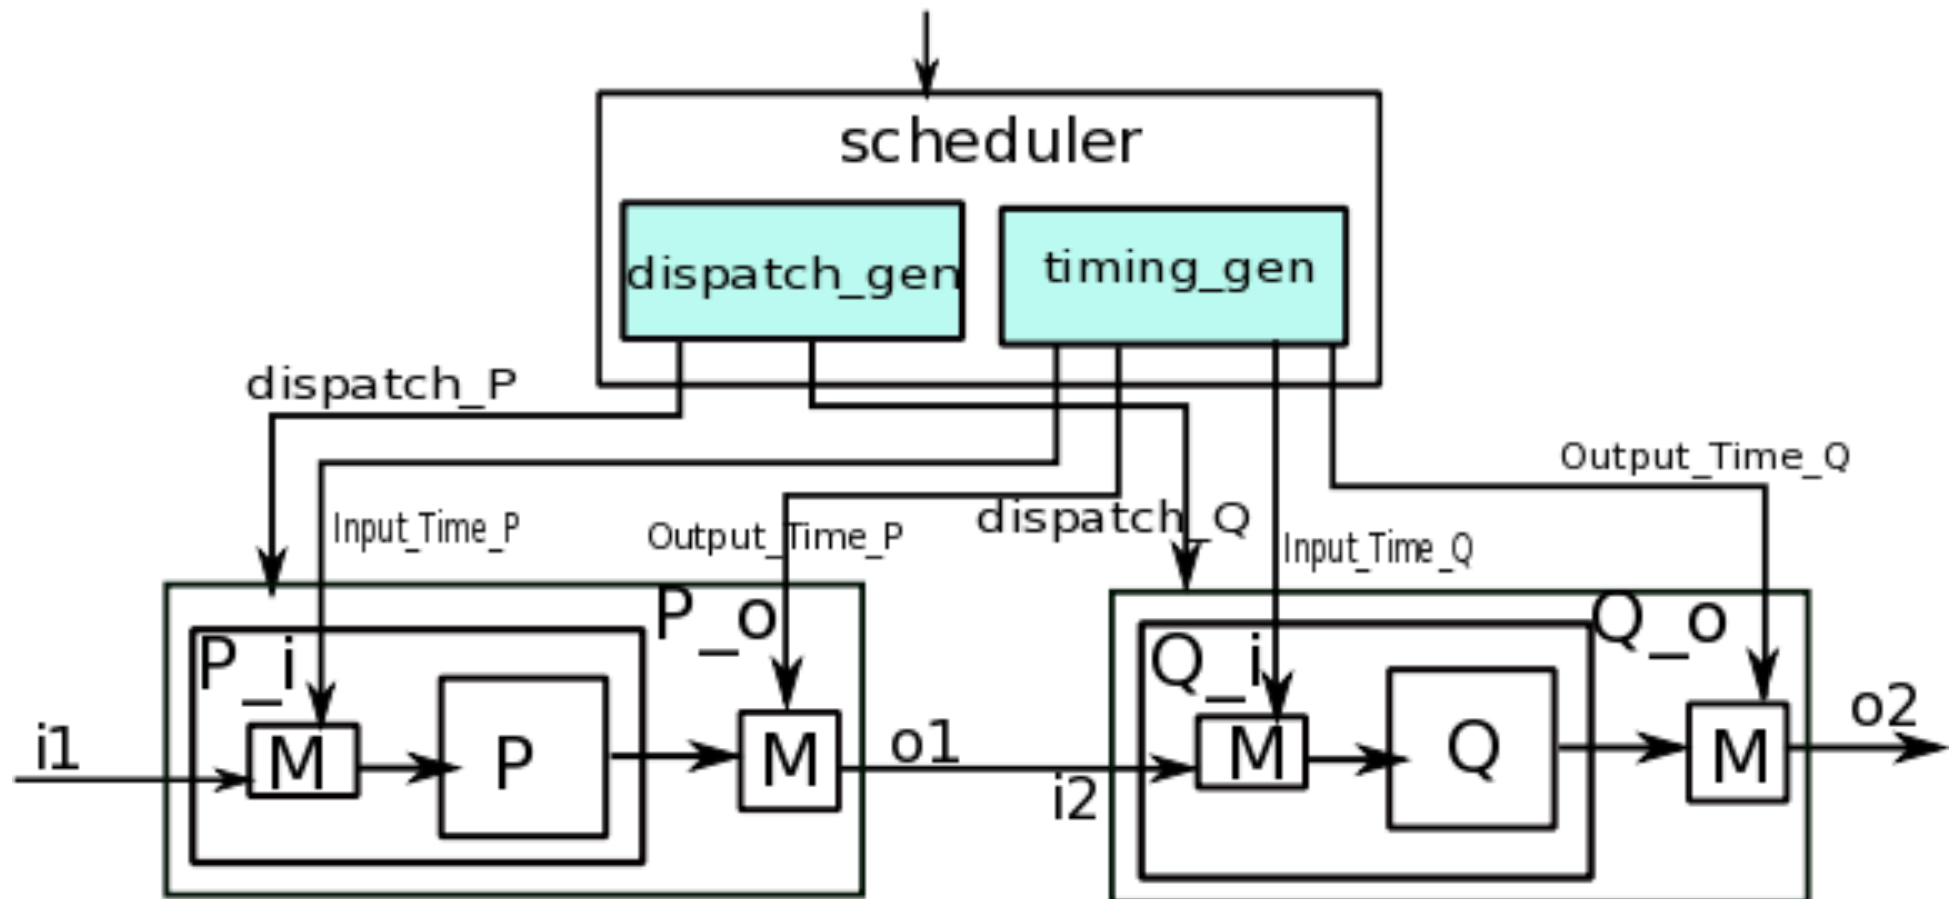 scheduler
dispatch_gen
timing_gen
dispatch_P
Output_Time_Q
Input_Time_P
Output_Time_P
dispatch_Q
Input_Time_Q
P_i
P_o
Q_i
Q_o
i1
M
P
M
o1
i2
M
Q
M
o2